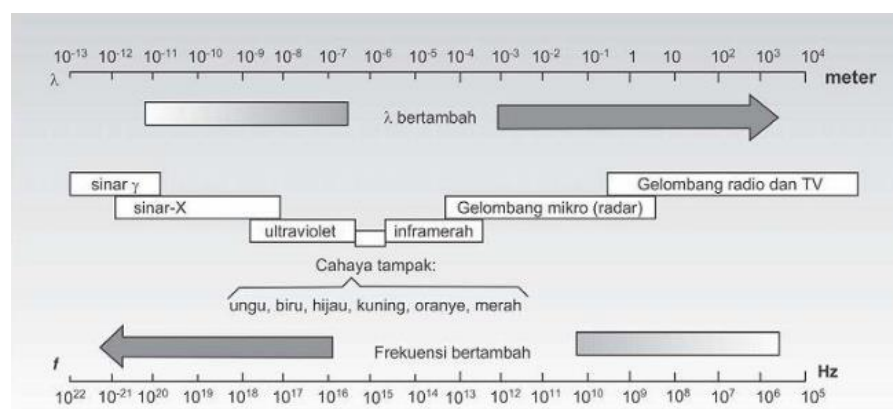 10⁻¹³ 10⁻¹² 10⁻¹¹ 10⁻¹⁰ 10⁻⁹ 10⁻⁸ 10⁻⁷ 10⁻⁶ 10⁻⁵ 10⁻⁴ 10⁻³ 10⁻² 10⁻¹ 1 10 10² 10³ 10⁴
λ meter
λ bertambah
sinar γ Gelombang radio dan TV
sinar-X Gelombang mikro (radar)
ultraviolet inframerah
Cahaya tampak:
ungu, biru, hijau, kuning, oranye, merah
Frekuensi bertambah
f Hz
10²² 10⁻²¹ 10²⁰ 10¹⁹ 10¹⁸ 10¹⁷ 10¹⁶ 10¹⁵ 10¹⁴ 10¹³ 10¹² 10¹¹ 10¹⁰ 10⁹ 10⁸ 10⁷ 10⁶ 10⁵